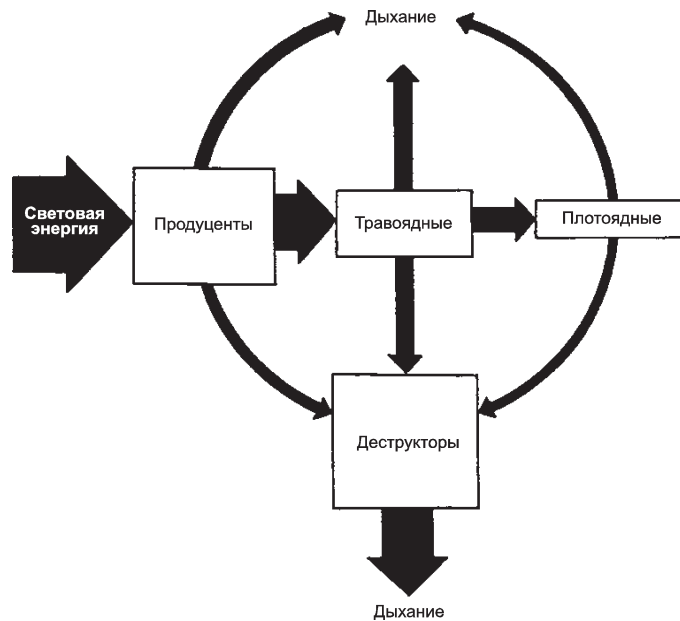 Дыхание
Световая
энергия
Продуценты
Травоядные
Плотоядные
Деструкторы
Дыхание